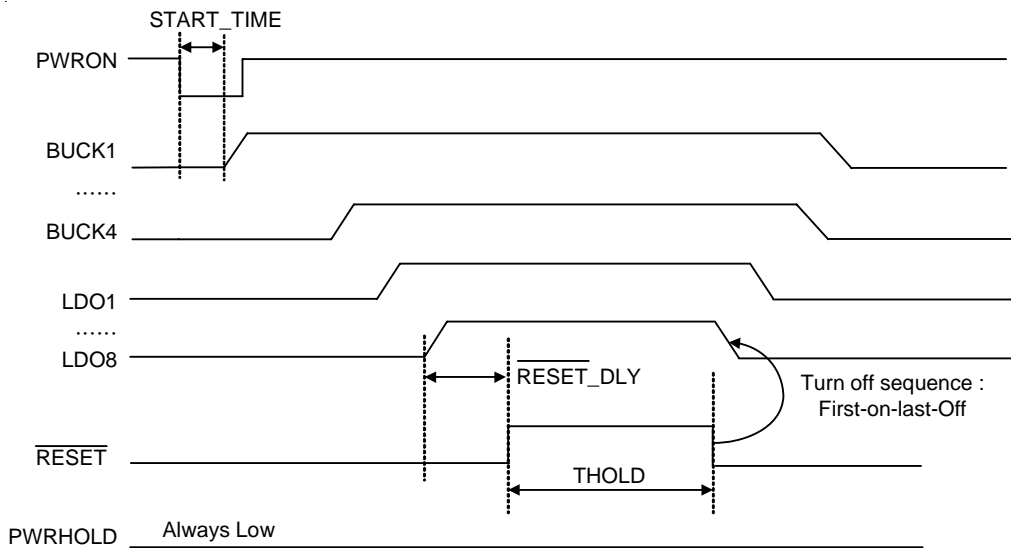 START_TIME
PWRON
BUCK1
......
BUCK4
LDO1
......
LDO8
RESET_DLY
Turn off sequence :
First-on-last-Off
RESET
THOLD
PWRHOLD Always Low